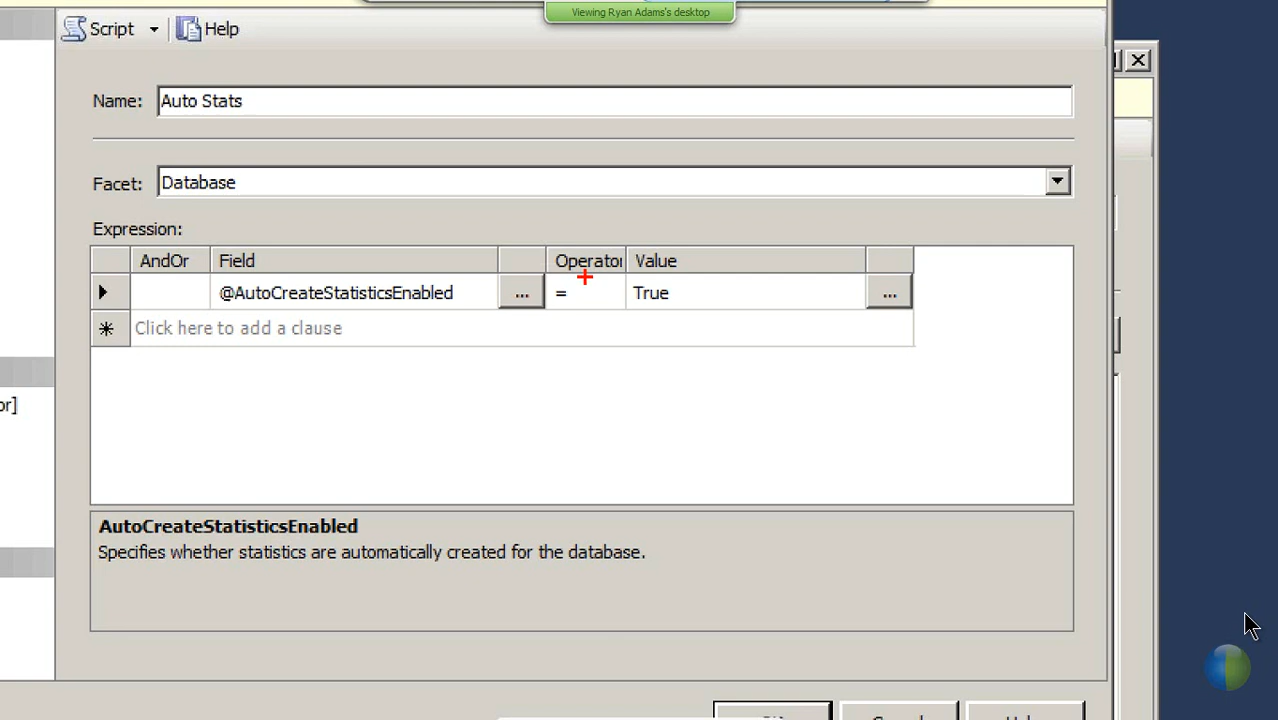 Viewing Ryan Adams's desktop
Script Help
Name: Auto Stats
Facet: Database
Expression:
AndOr Field Operator Value
@AutoCreateStatisticsEnabled ... = True ...
Click here to add a clause
or]
AutoCreateStatisticsEnabled
Specifies whether statistics are automatically created for the database.